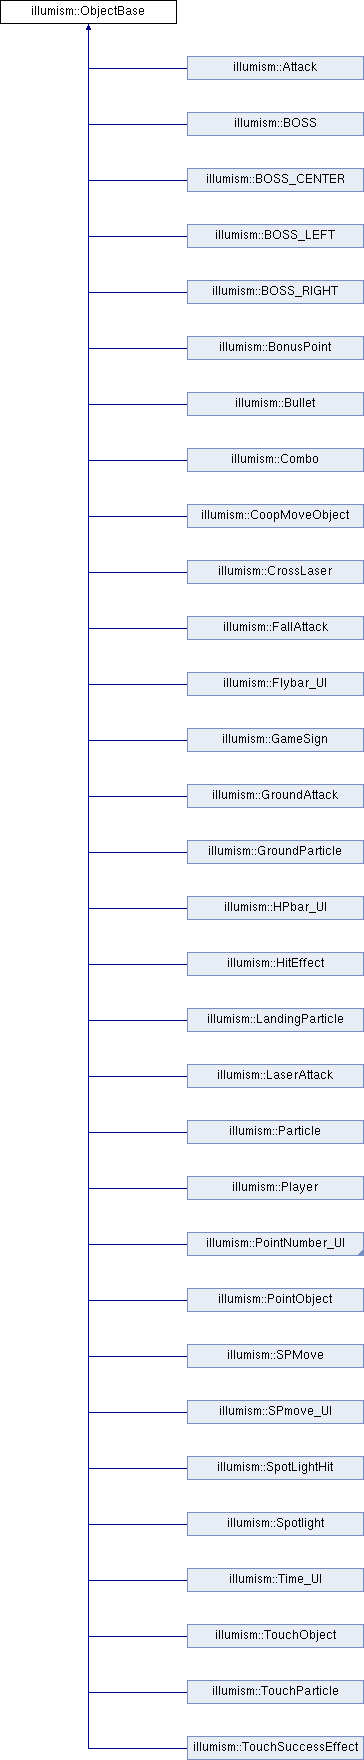 illumism::ObjectBase
illumism::Attack
illumism::BOSS
illumism::BOSS_CENTER
illumism::BOSS_LEFT
illumism::BOSS_RIGHT
illumism::BonusPoint
illumism::Bullet
illumism::Combo
illumism::CoopMoveObject
illumism::CrossLaser
illumism::FallAttack
illumism::Flybar_UI
illumism::GameSign
illumism::GroundAttack
illumism::GroundParticle
illumism::HPbar_UI
illumism::HitEffect
illumism::LandingParticle
illumism::LaserAttack
illumism::Particle
illumism::Player
illumism::PointNumber_UI
illumism::PointObject
illumism::SPMove
illumism::SPmove_UI
illumism::SpotLightHit
illumism::Spotlight
illumism::Time_UI
illumism::TouchObject
illumism::TouchParticle
illumism::TouchSuccessEffect